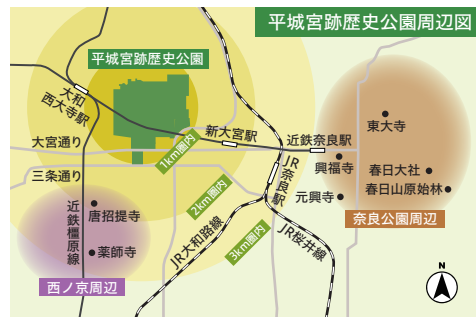 平城宮跡歴史公園周辺図
平城宮跡歴史公園
大和
西大寺駅
新大宮駅
近鉄奈良駅
大宮通り
三条通り
1km圏内
2km圏内
3km圏内
JR奈良駅
東大寺
興福寺
春日大社
春日山原始林
元興寺
奈良公園周辺
近鉄橿原線
唐招提寺
薬師寺
西ノ京周辺
JR大和路線
JR桜井線
N